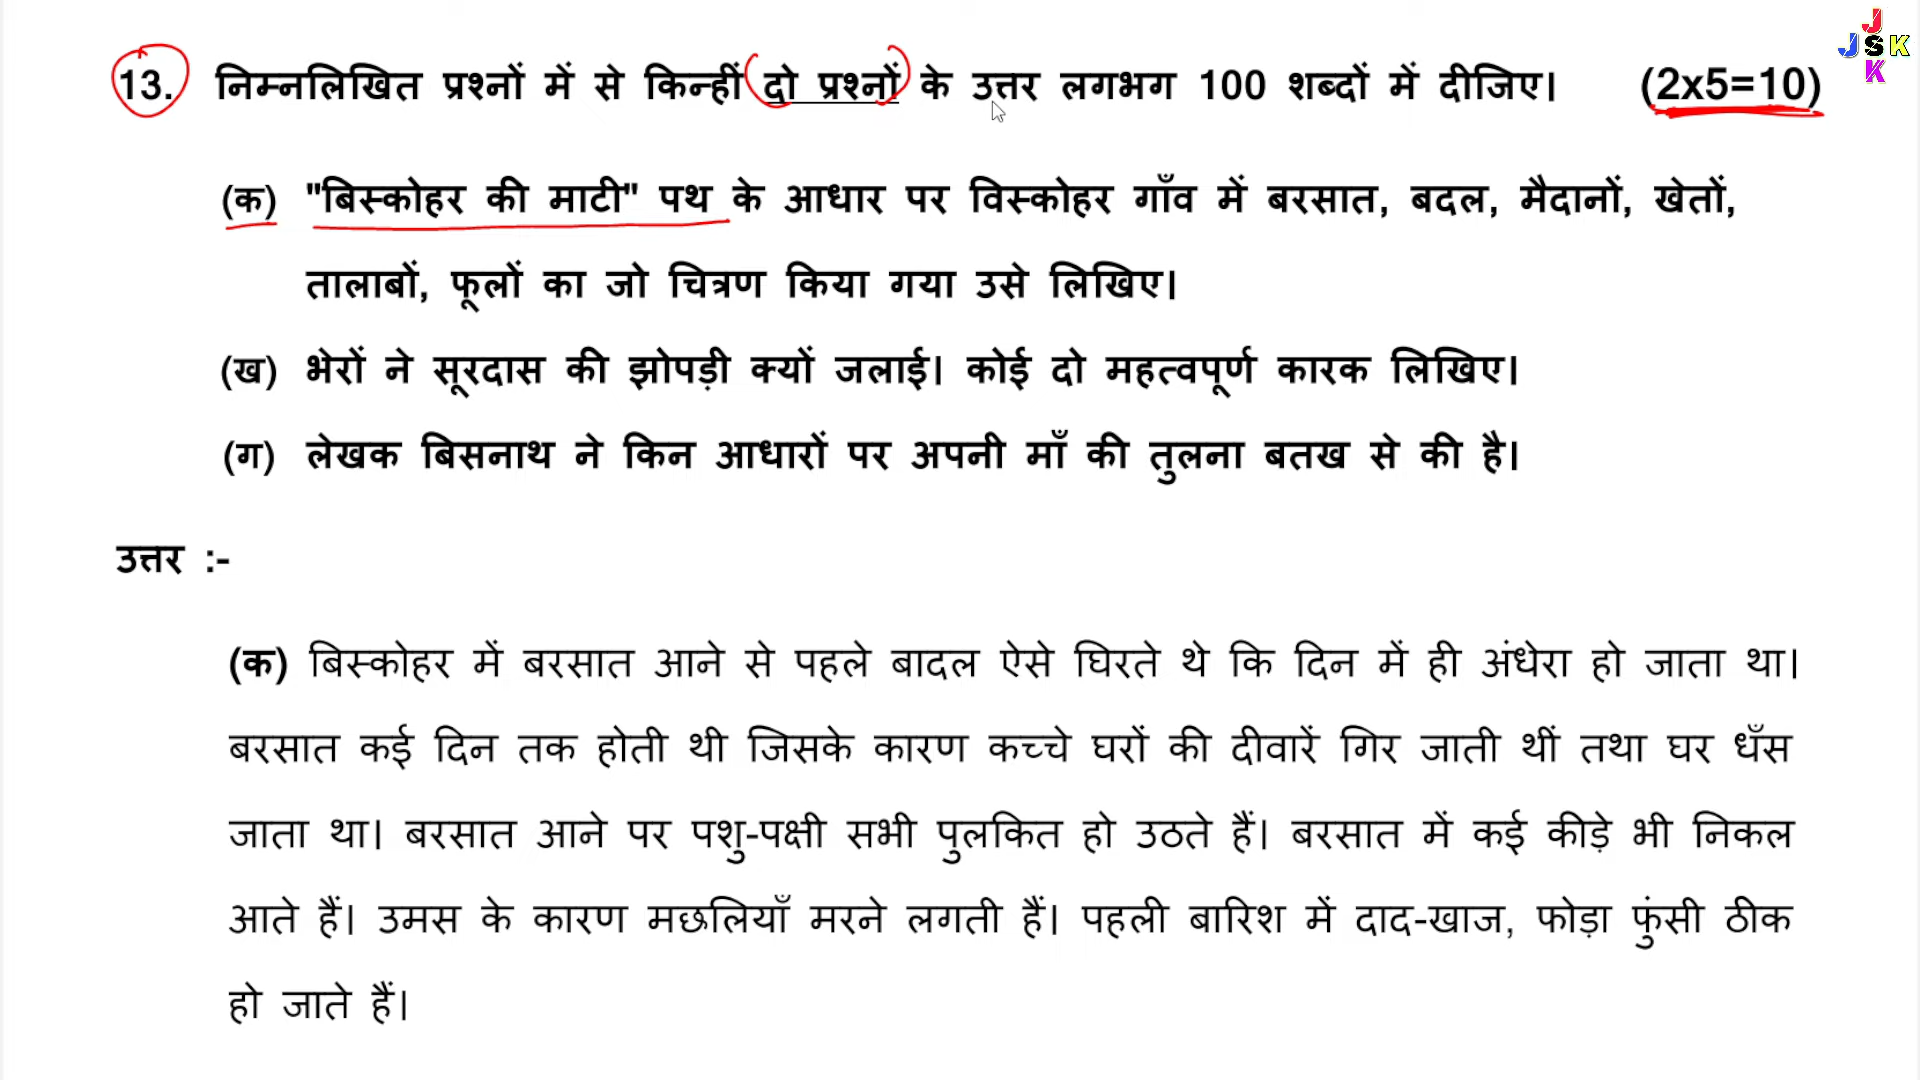 13. निम्नलिखित प्रश्नों में से किन्हीं दो प्रश्नों के उत्तर लगभग 100 शब्दों में दीजिए। (2x5=10)
J
J S K
K
(क) "बिस्कोहर की माटी" पथ के आधार पर विस्कोहर गाँव में बरसात, बदल, मैदानों, खेतों,
तालाबों, फूलों का जो चित्रण किया गया उसे लिखिए।
(ख) भेरों ने सूरदास की झोपड़ी क्यों जलाई। कोई दो महत्वपूर्ण कारक लिखिए।
(ग) लेखक बिसनाथ ने किन आधारों पर अपनी माँ की तुलना बतख से की है।
उत्तर :-
(क) बिस्कोहर में बरसात आने से पहले बादल ऐसे घिरते थे कि दिन में ही अंधेरा हो जाता था।
बरसात कई दिन तक होती थी जिसके कारण कच्चे घरों की दीवारें गिर जाती थीं तथा घर धँस
जाता था। बरसात आने पर पशु-पक्षी सभी पुलकित हो उठते हैं। बरसात में कई कीड़े भी निकल
आते हैं। उमस के कारण मछलियाँ मरने लगती हैं। पहली बारिश में दाद-खाज, फोड़ा फुंसी ठीक
हो जाते हैं।